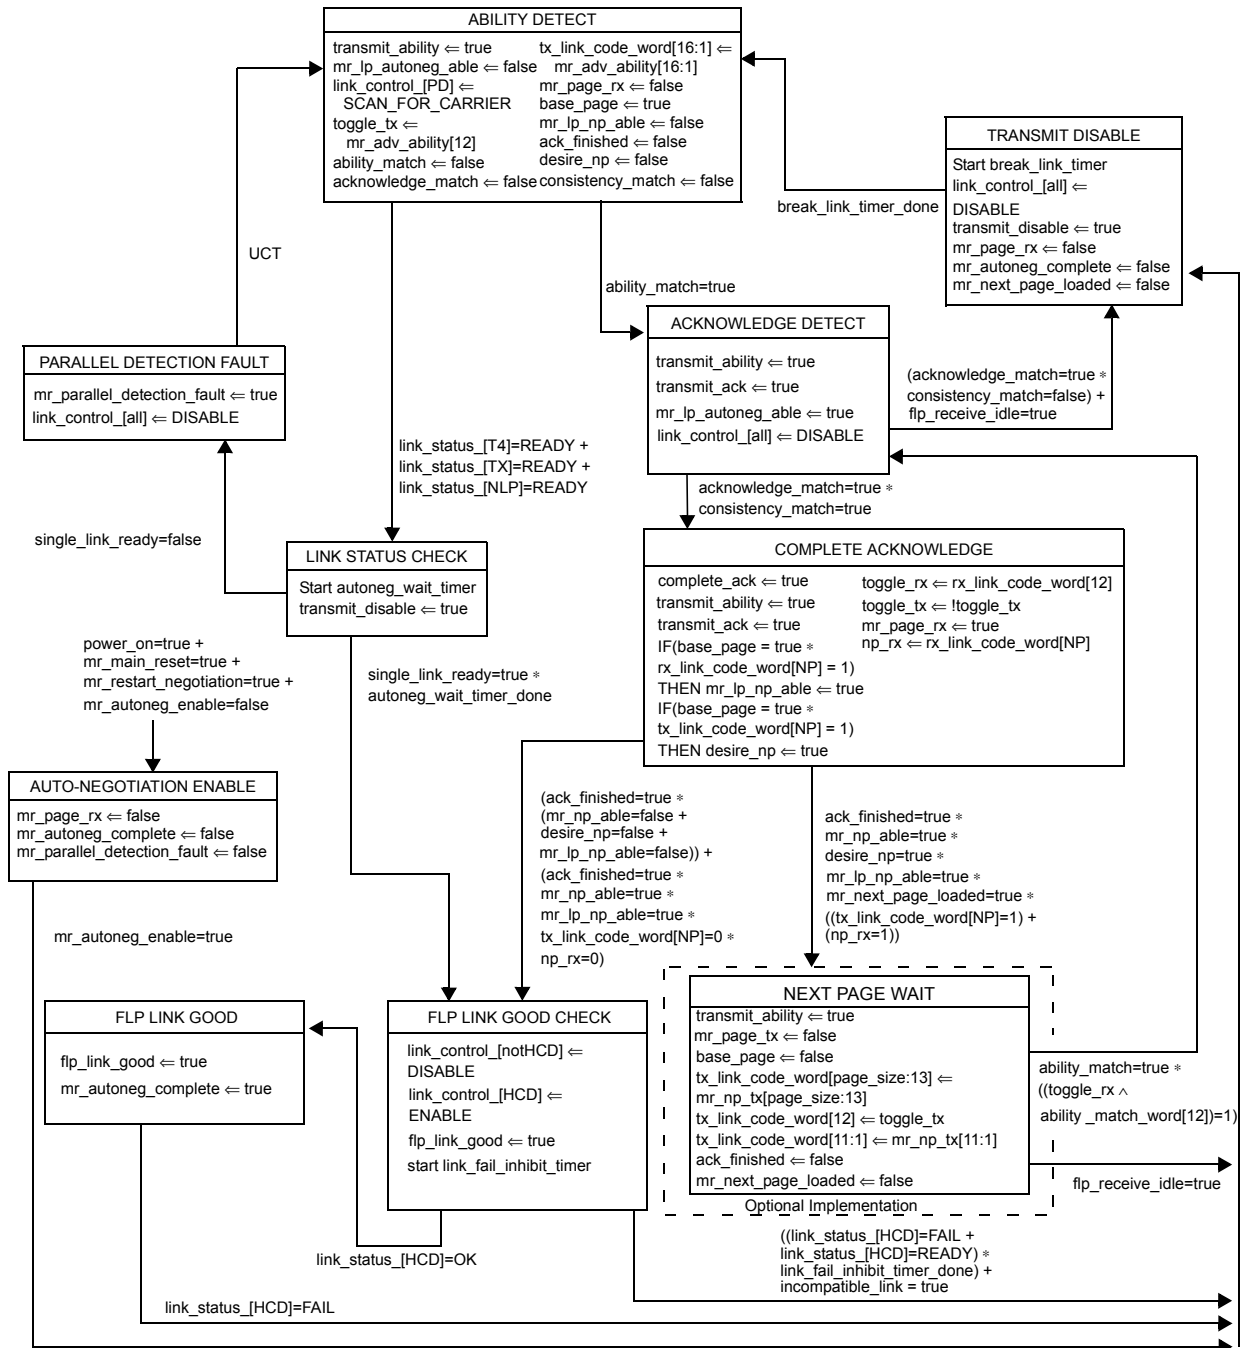 ABILITY DETECT
transmit_ability ⇐ true
mr_lp_autoneg_able ⇐ false
link_control_[PD] ⇐
SCAN_FOR_CARRIER
toggle_tx ⇐
mr_adv_ability[12]
ability_match ⇐ false
acknowledge_match ⇐ false
tx_link_code_word[16:1] ⇐
mr_adv_ability[16:1]
mr_page_rx ⇐ false
base_page ⇐ true
mr_lp_np_able ⇐ false
ack_finished ⇐ false
desire_np ⇐ false
consistency_match ⇐ false
TRANSMIT DISABLE
Start break_link_timer
link_control_[all] ⇐
DISABLE
transmit_disable ⇐ true
mr_page_rx ⇐ false
mr_autoneg_complete ⇐ false
mr_next_page_loaded ⇐ false
break_link_timer_done
UCT
ability_match=true
ACKNOWLEDGE DETECT
transmit_ability ⇐ true
transmit_ack ⇐ true
mr_lp_autoneg_able ⇐ true
link_control_[all] ⇐ DISABLE
(acknowledge_match=true *
consistency_match=false) +
flp_receive_idle=true
PARALLEL DETECTION FAULT
mr_parallel_detection_fault ⇐ true
link_control_[all] ⇐ DISABLE
link_status_[T4]=READY +
link_status_[TX]=READY +
link_status_[NLP]=READY
acknowledge_match=true *
consistency_match=true
single_link_ready=false
LINK STATUS CHECK
Start autoneg_wait_timer
transmit_disable ⇐ true
COMPLETE ACKNOWLEDGE
complete_ack ⇐ true
transmit_ability ⇐ true
transmit_ack ⇐ true
IF(base_page = true *
rx_link_code_word[NP] = 1)
THEN mr_lp_np_able ⇐ true
IF(base_page = true *
tx_link_code_word[NP] = 1)
THEN desire_np ⇐ true
toggle_rx ⇐ rx_link_code_word[12]
toggle_tx ⇐ !toggle_tx
mr_page_rx ⇐ true
np_rx ⇐ rx_link_code_word[NP]
power_on=true +
mr_main_reset=true +
mr_restart_negotiation=true +
mr_autoneg_enable=false
single_link_ready=true *
autoneg_wait_timer_done
AUTO-NEGOTIATION ENABLE
mr_page_rx ⇐ false
mr_autoneg_complete ⇐ false
mr_parallel_detection_fault ⇐ false
(ack_finished=true *
(mr_np_able=false +
desire_np=false +
mr_lp_np_able=false)) +
(ack_finished=true *
mr_np_able=true *
mr_lp_np_able=true *
tx_link_code_word[NP]=0 *
np_rx=0)
ack_finished=true *
mr_np_able=true *
desire_np=true *
mr_lp_np_able=true *
mr_next_page_loaded=true *
((tx_link_code_word[NP]=1) +
(np_rx=1))
mr_autoneg_enable=true
FLP LINK GOOD
flp_link_good ⇐ true
mr_autoneg_complete ⇐ true
FLP LINK GOOD CHECK
link_control_[notHCD] ⇐
DISABLE
link_control_[HCD] ⇐
ENABLE
flp_link_good ⇐ true
start link_fail_inhibit_timer
NEXT PAGE WAIT
transmit_ability ⇐ true
mr_page_tx ⇐ false
base_page ⇐ false
tx_link_code_word[page_size:13] ⇐
mr_np_tx[page_size:13]
tx_link_code_word[12] ⇐ toggle_tx
tx_link_code_word[11:1] ⇐ mr_np_tx[11:1]
ack_finished ⇐ false
mr_next_page_loaded ⇐ false
Optional Implementation
ability_match=true *
((toggle_rx ∧
ability _match_word[12])=1)
flp_receive_idle=true
link_status_[HCD]=OK
((link_status_[HCD]=FAIL +
link_status_[HCD]=READY) *
link_fail_inhibit_timer_done) +
incompatible_link = true
link_status_[HCD]=FAIL